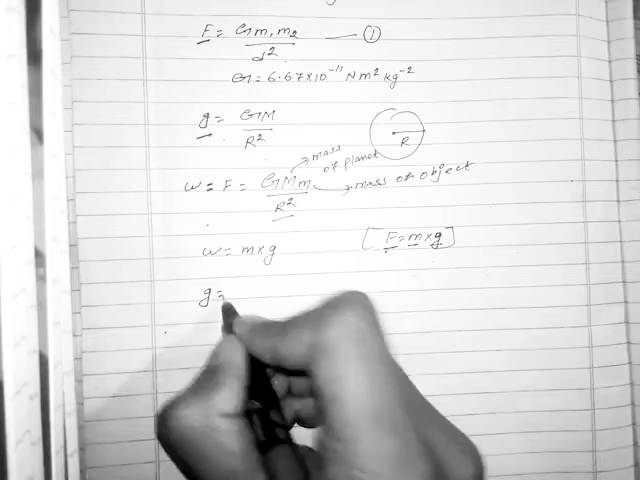 F = Gm₁m₂/d² —— ①
G = 6.67×10⁻¹¹ Nm² kg⁻²
g = GM/R²
R
→ mass of planet
W = F = GMm/R² → mass of object
W = m×g [F = m×g]
g =